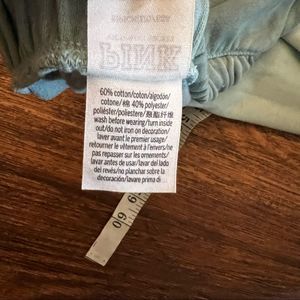 PINK
60% cotton/coton/algodón/
cotone/棉 40% polyester/
poliéster/poliestere/聚酯纤维
wash before wearing/turn inside
out/do not iron on decoration/
laver avant le premier usage/
retourner le vêtement à l'envers/ne
pas repasser sur les ornements/
lavar antes de usar/lavar del lado
del revés/no planchar sobre la
decoración/lavare prima di
60